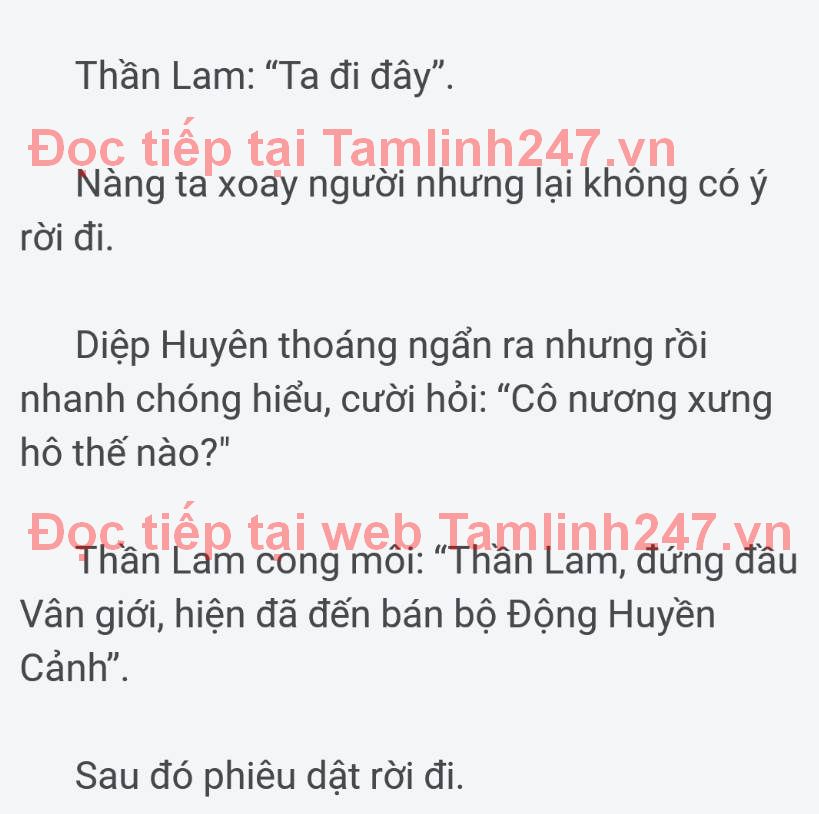 Thần Lam: “Ta đi đây”.
Đọc tiếp tại Tamlinh247.vn
Nàng ta xoay người nhưng lại không có ý
rời đi.
Diệp Huyên thoáng ngẩn ra nhưng rồi
nhanh chóng hiểu, cười hỏi: “Cô nương xưng
hô thế nào?"
Đọc tiếp tại web Tamlinh247.vn
Thần Lam cong môi: “Thần Lam, đứng đầu
Vân giới, hiện đã đến bán bộ Động Huyền
Cảnh”.
Sau đó phiêu dật rời đi.